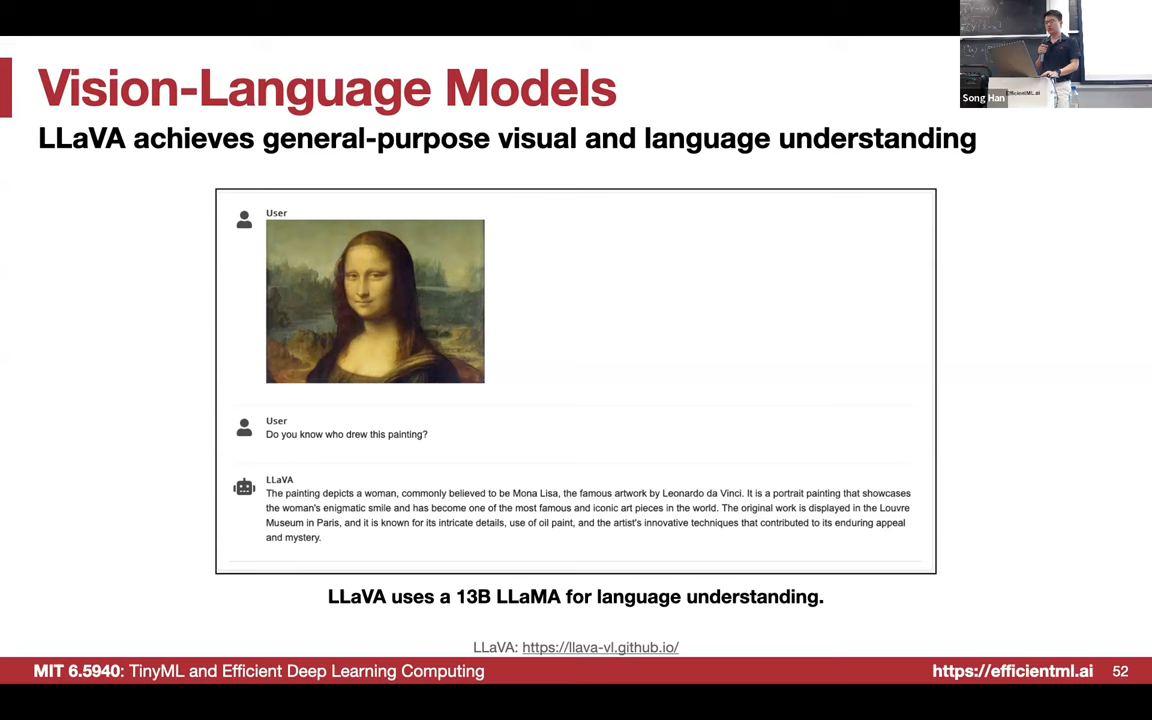 Vision-Language Models
LLaVA achieves general-purpose visual and language understanding
Song Han
EfficientML.ai
User
User
Do you know who drew this painting?
LLaVA
The painting depicts a woman, commonly believed to be Mona Lisa, the famous artwork by Leonardo da Vinci. It is a portrait painting that showcases
the woman's enigmatic smile and has become one of the most famous and iconic art pieces in the world. The original work is displayed in the Louvre
Museum in Paris, and it is known for its intricate details, use of oil paint, and the artist's innovative techniques that contributed to its enduring appeal
and mystery.
LLaVA uses a 13B LLaMA for language understanding.
LLaVA: https://llava-vl.github.io/
MIT 6.5940: TinyML and Efficient Deep Learning Computing
https://efficientml.ai 52